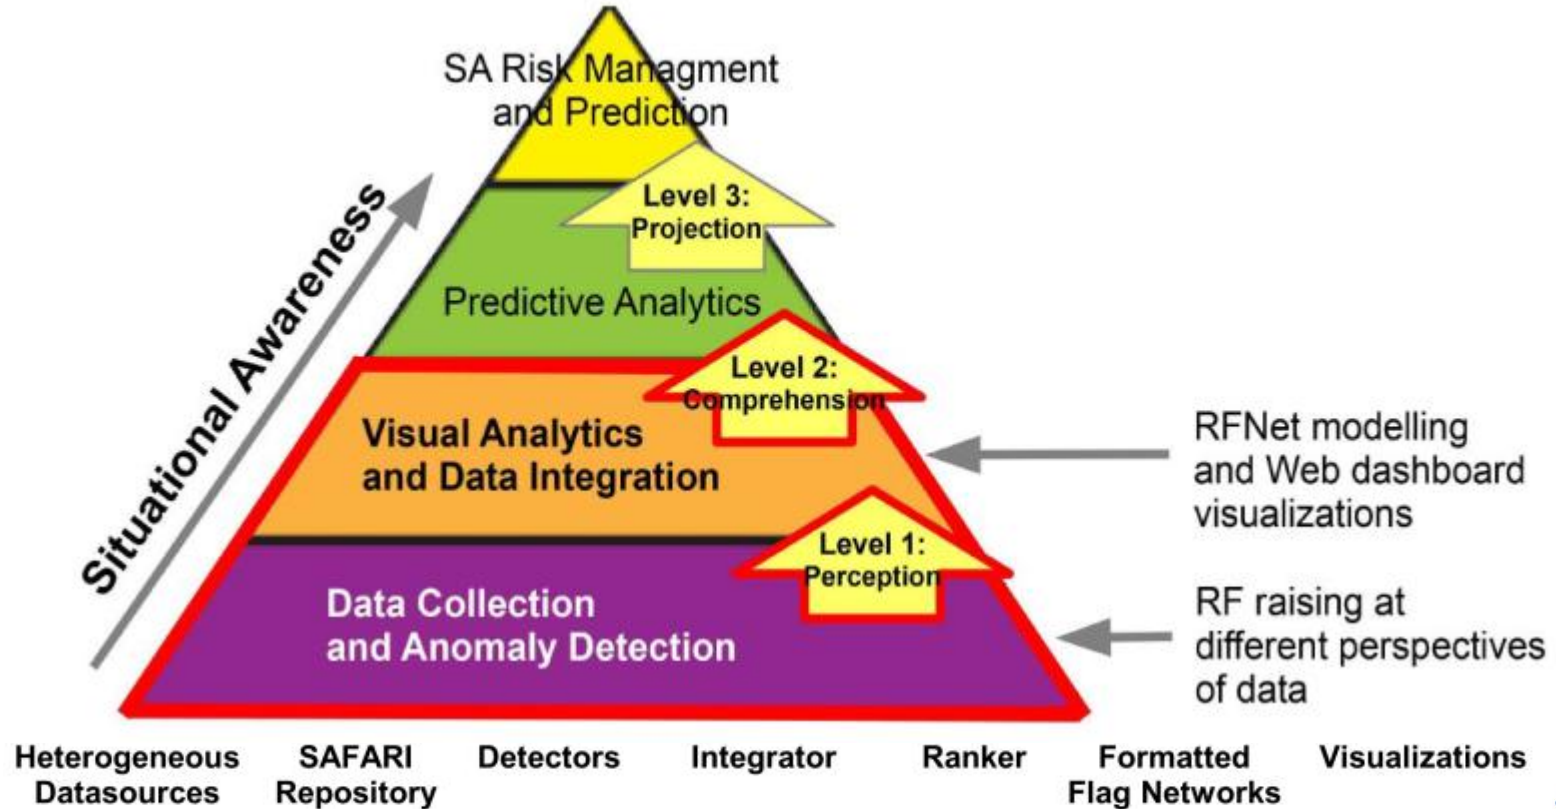 SA Risk Managment
and Prediction
Level 3:
Projection
Predictive Analytics
Situational Awareness
Level 2:
Comprehension
Visual Analytics
and Data Integration
RFNet modelling
and Web dashboard
visualizations
Level 1:
Perception
Data Collection
and Anomaly Detection
RF raising at
different perspectives
of data
Heterogeneous
Datasources
SAFARI
Repository
Detectors
Integrator
Ranker
Formatted
Flag Networks
Visualizations